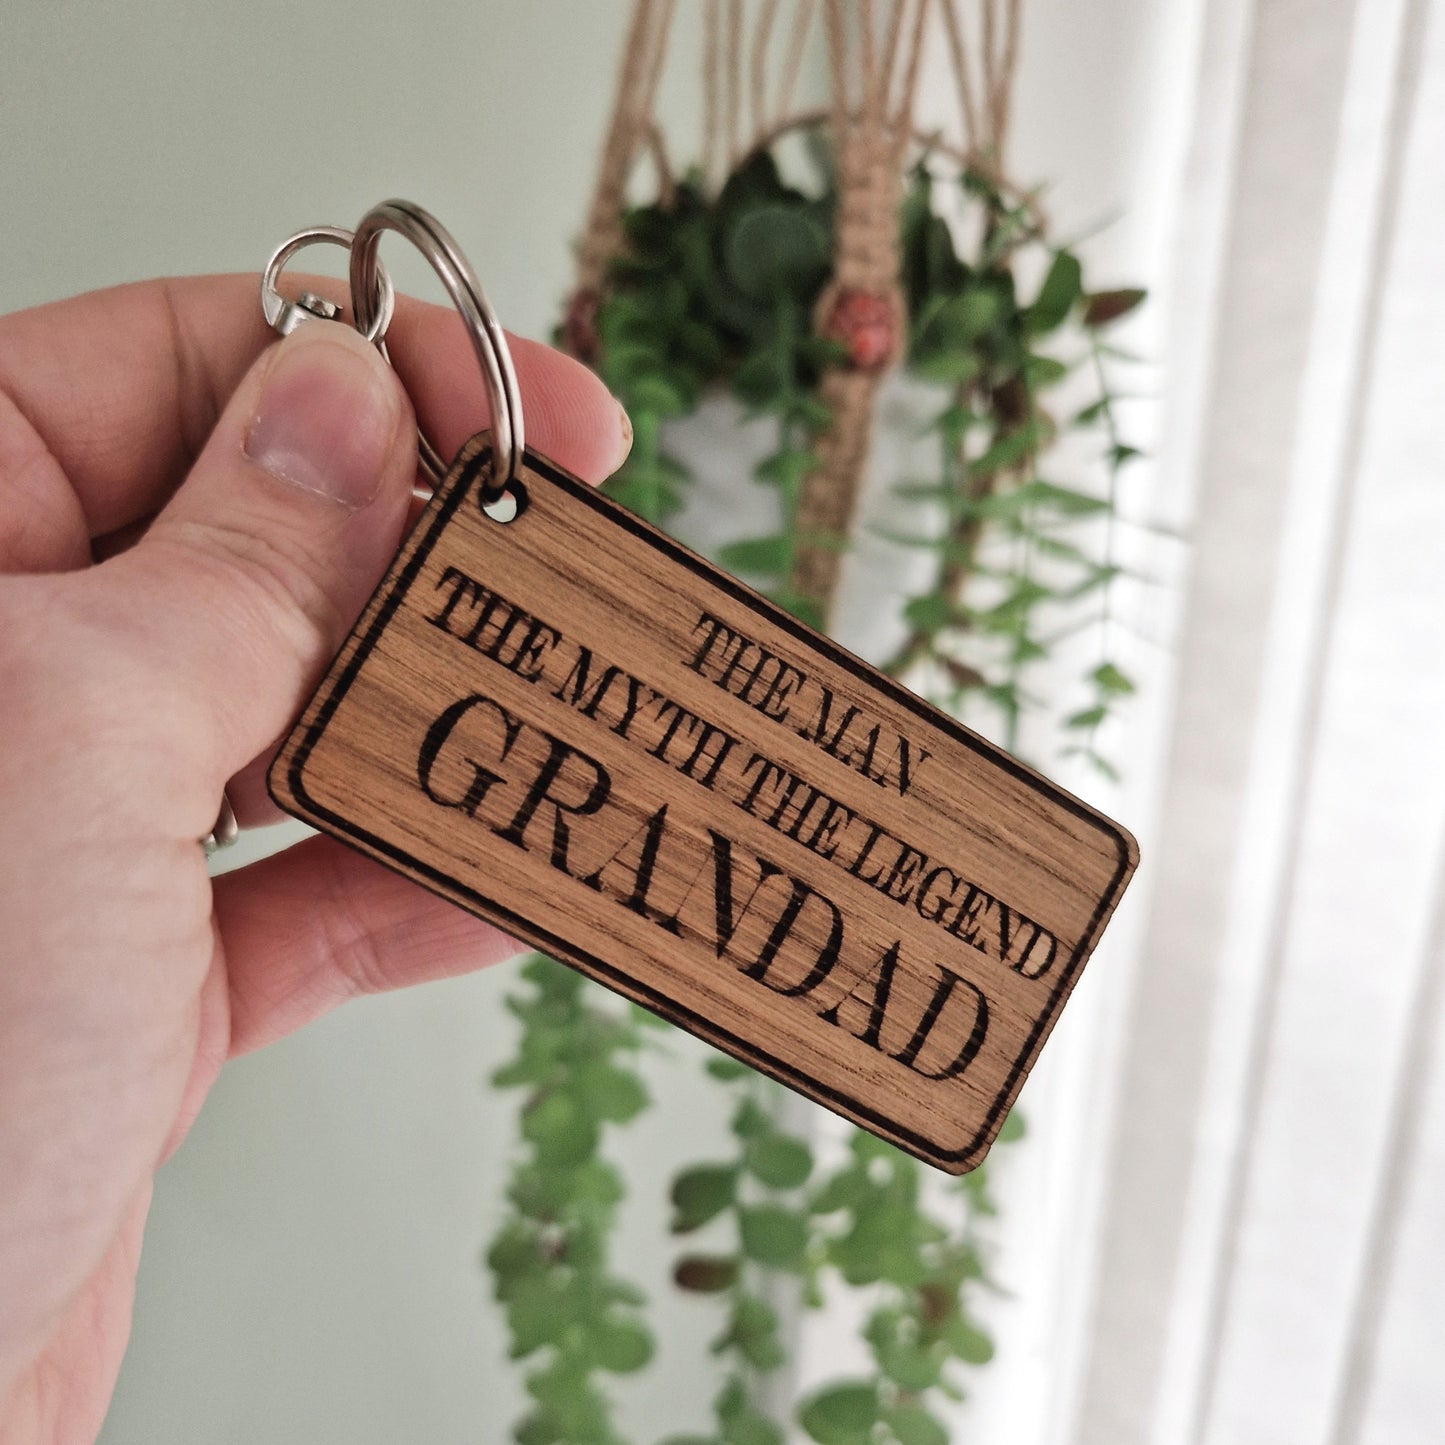 THE MAN
THE MYTH THE LEGEND
GRANDAD